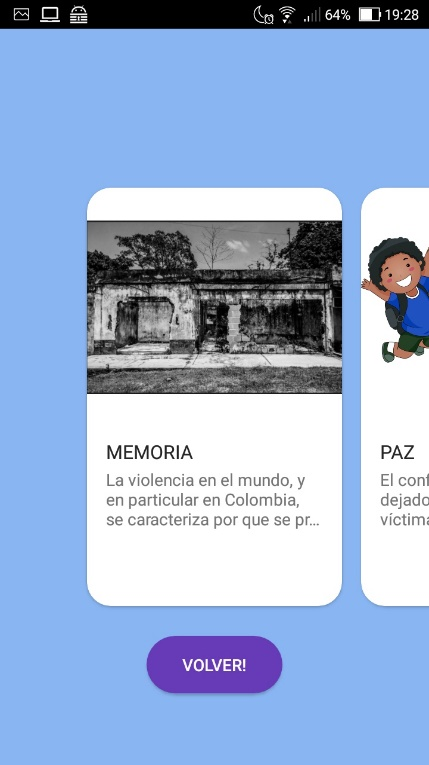 64% 19:28
MEMORIA
La violencia en el mundo, y
en particular en Colombia,
se caracteriza por que se pr...
PAZ
El conf
dejado
víctima
VOLVER!